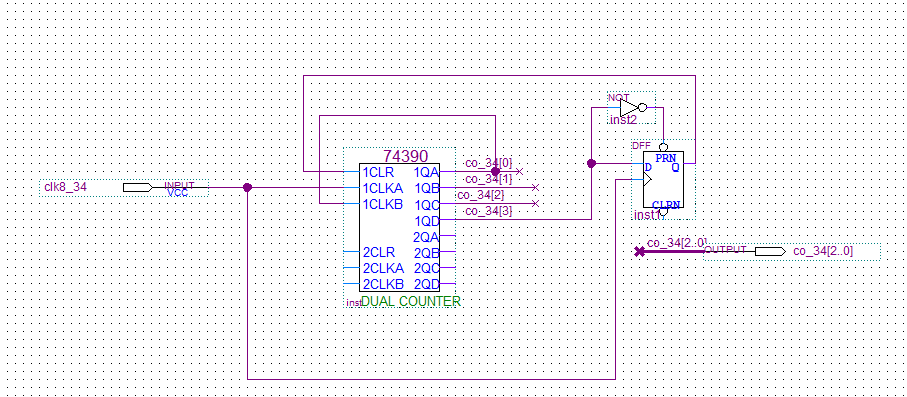 NOT
inst2
DFF
PRN
D Q
CLRN
inst1
74390
1CLR 1QA co_34[0]
clk8_34 INPUT VCC 1CLKA 1QB co_34[1]
1CLKB 1QC co_34[2]
1QD co_34[3]
2QA
2CLR 2QB
2CLKA 2QC
2CLKB 2QD
inst DUAL COUNTER
co_34[2..0] OUTPUT co_34[2..0]